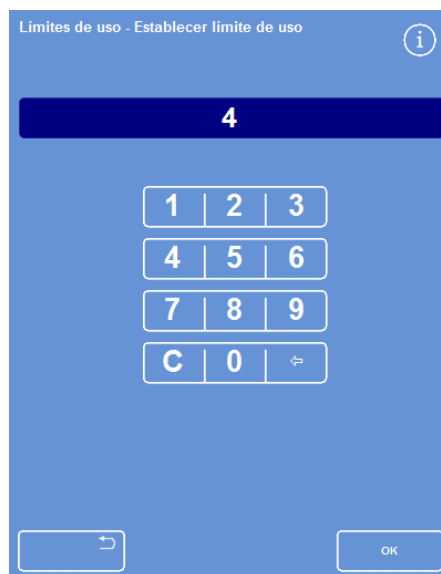 Límites de uso - Establecer límite de uso
i
4
1 2 3
4 5 6
7 8 9
C 0 ⇦
OK